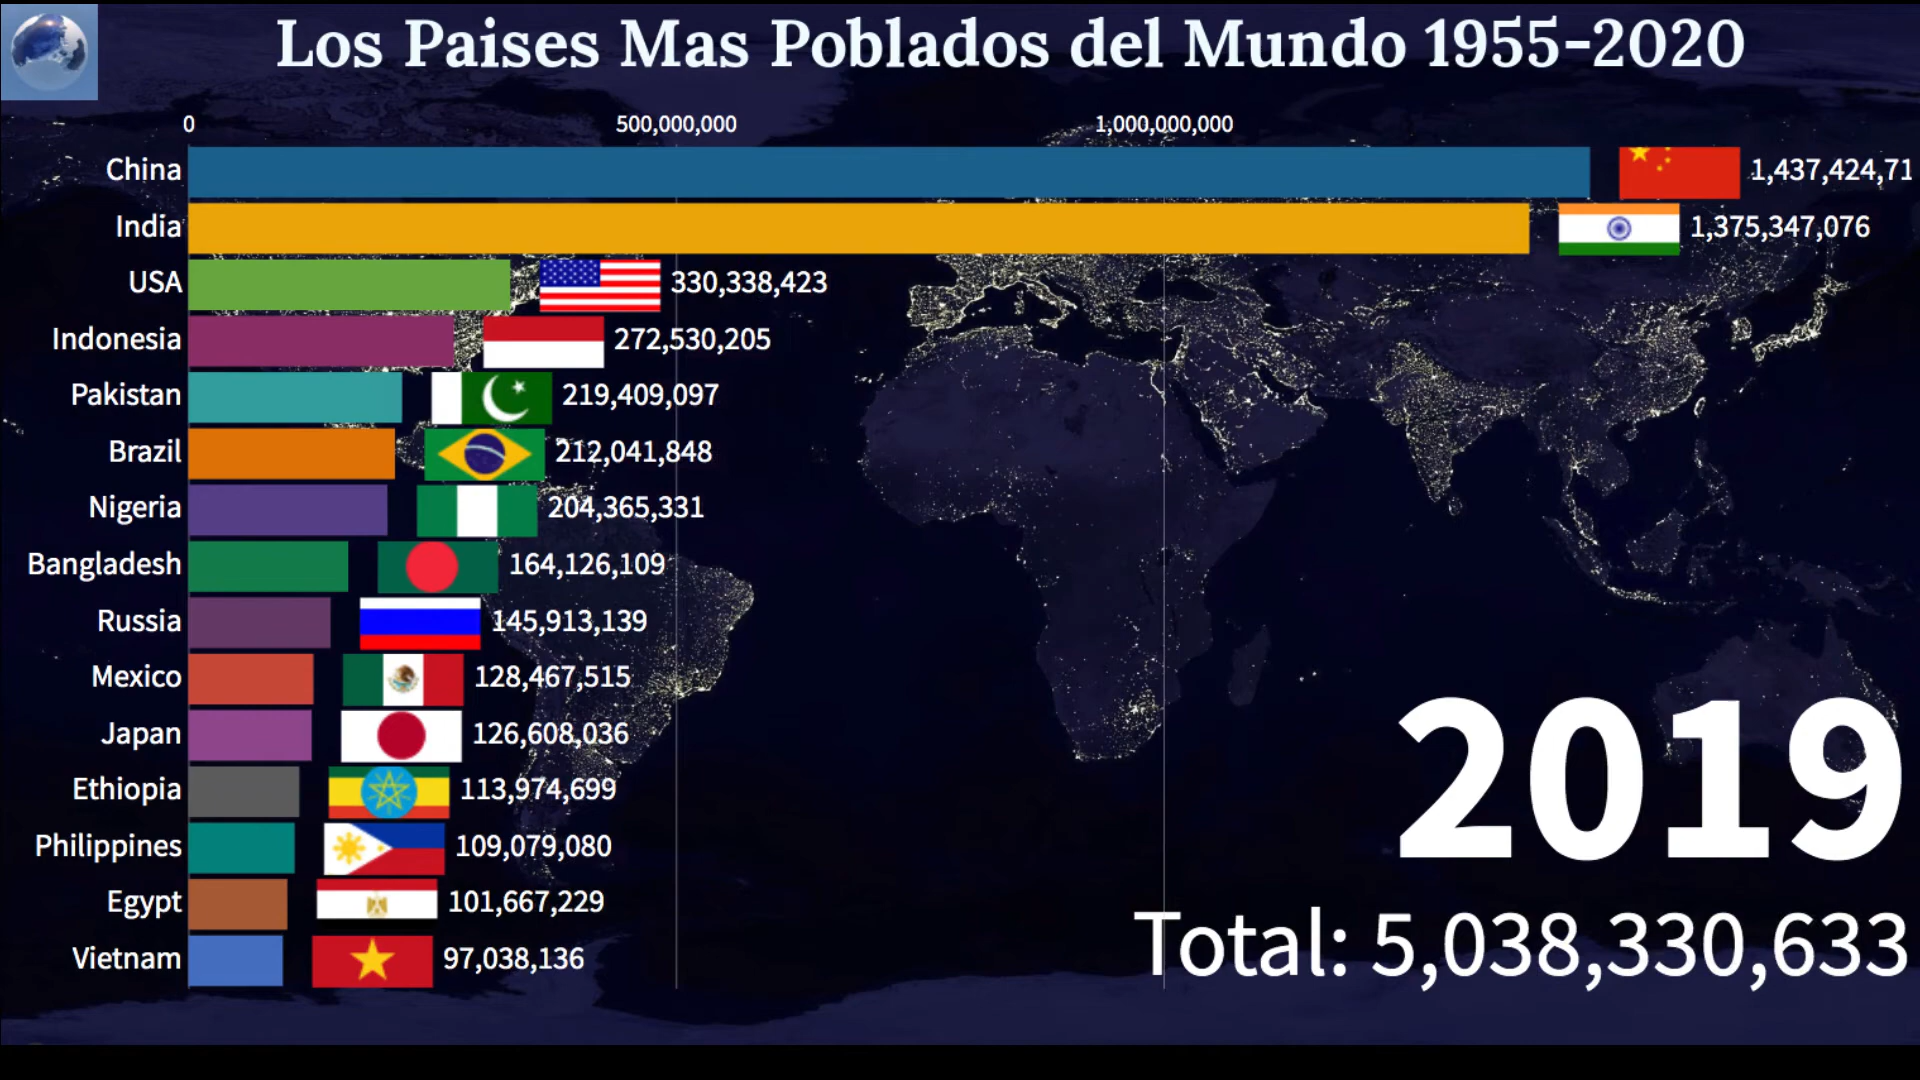 Los Paises Mas Poblados del Mundo 1955-2020
0 500,000,000 1,000,000,000
China 1,437,424,71
India 1,375,347,076
USA 330,338,423
Indonesia 272,530,205
Pakistan 219,409,097
Brazil 212,041,848
Nigeria 204,365,331
Bangladesh 164,126,109
Russia 145,913,139
Mexico 128,467,515
Japan 126,608,036
Ethiopia 113,974,699
Philippines 109,079,080
Egypt 101,667,229
Vietnam 97,038,136
2019
Total: 5,038,330,633